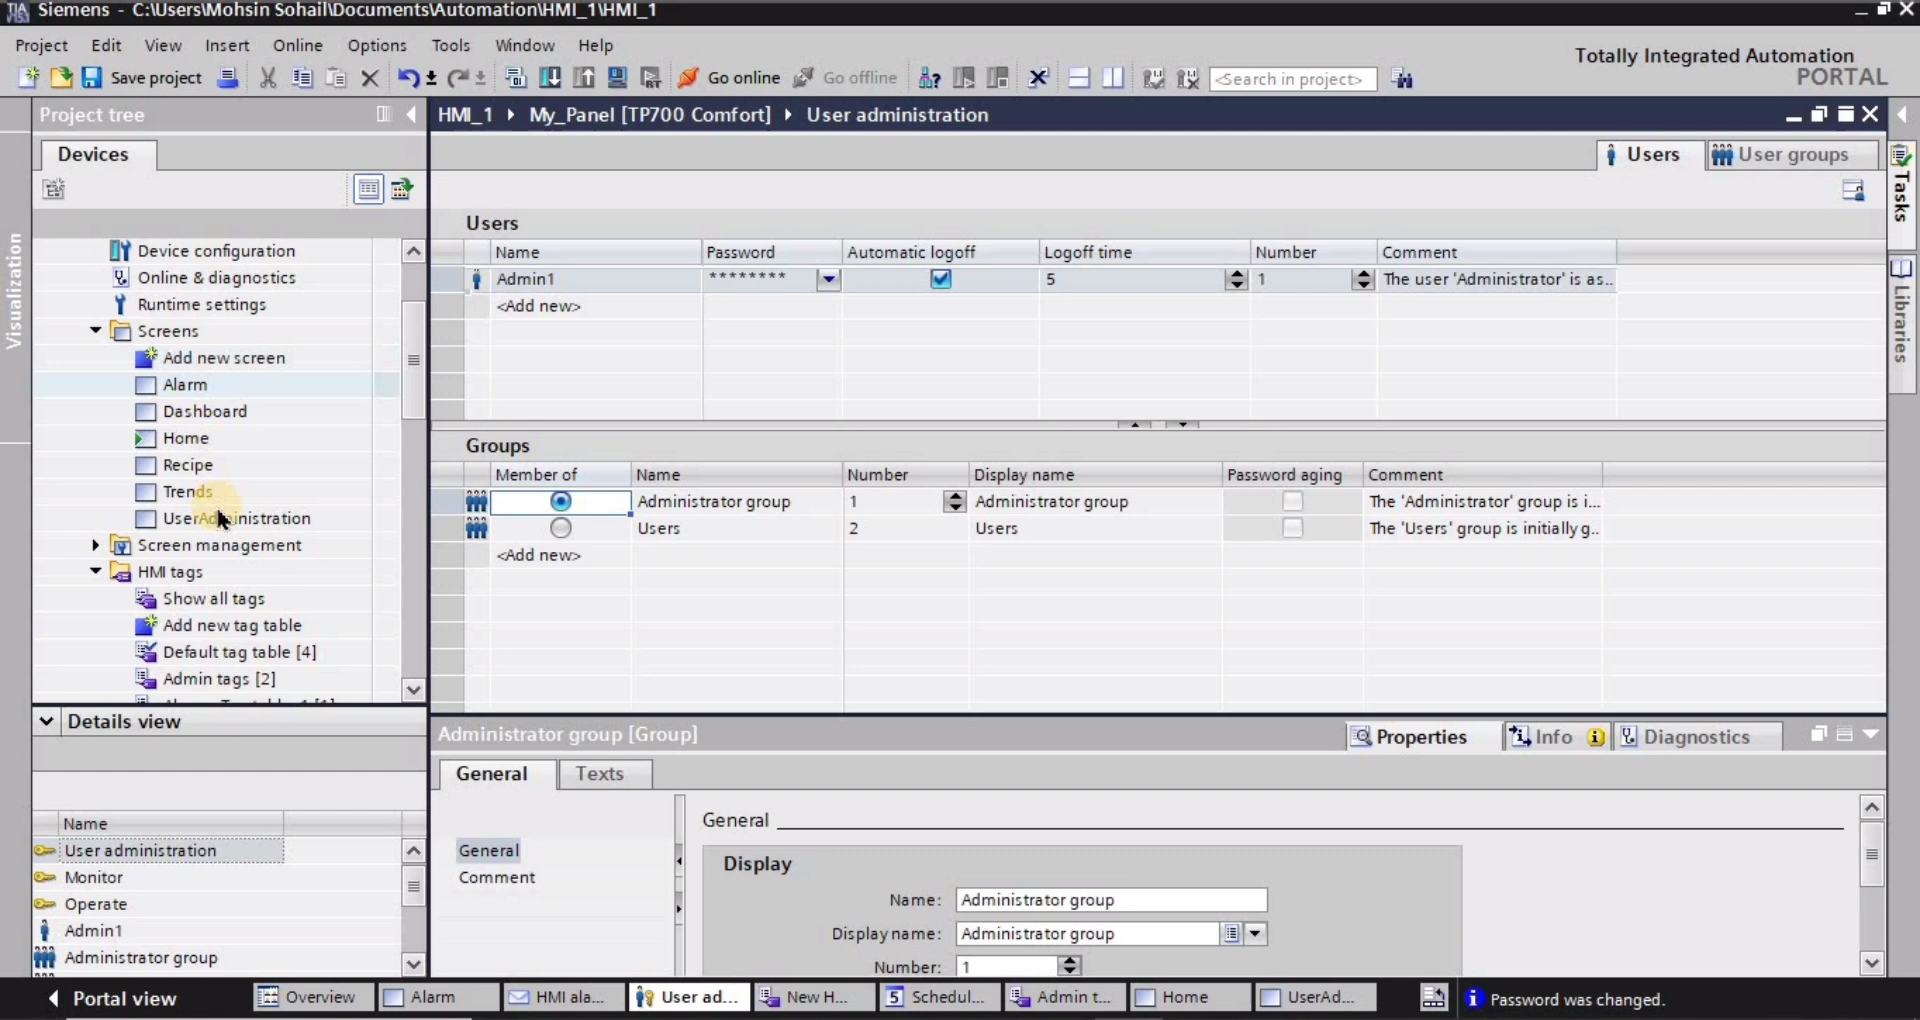 Siemens - C:\Users\Mohsin Sohail\Documents\Automation\HMI_1\HMI_1
Project Edit View Insert Online Options Tools Window Help
Totally Integrated Automation
PORTAL
Save project Go online Go offline <Search in project>
Project tree
HMI_1 My_Panel [TP700 Comfort] User administration
Devices
Users User groups
Visualization
Tasks
Libraries
Device configuration
Online & diagnostics
Runtime settings
Screens
Add new screen
Alarm
Dashboard
Home
Recipe
Trends
UserAdministration
Screen management
HMI tags
Show all tags
Add new tag table
Default tag table [4]
Admin tags [2]
Users
Name Password Automatic logoff Logoff time Number Comment
Admin1 ******** 5 1 The user 'Administrator' is as..
<Add new>
Groups
Member of Name Number Display name Password aging Comment
Administrator group 1 Administrator group The 'Administrator' group is i...
Users 2 Users The 'Users' group is initially g..
<Add new>
Details view
Name
User administration
Monitor
Operate
Admin1
Administrator group
Administrator group [Group]
Properties Info Diagnostics
General Texts
General
Comment
General
Display
Name: Administrator group
Display name: Administrator group
Number: 1
Portal view Overview Alarm HMI ala... User ad... New H... Schedul... Admin t... Home UserAd... Password was changed.